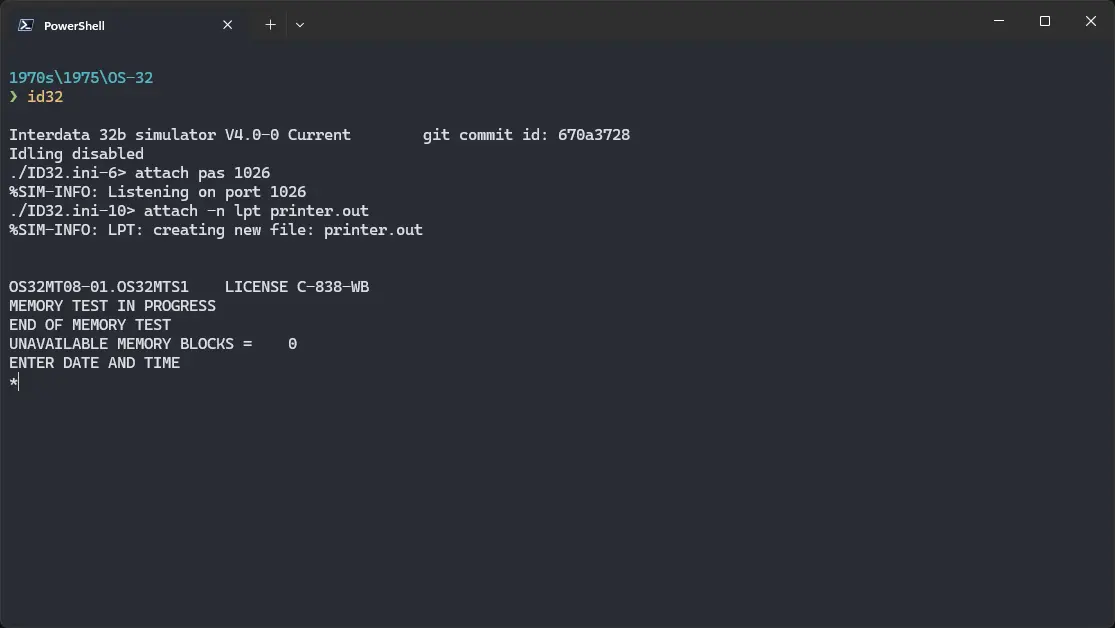 PowerShell
1970s\1975\OS-32
❯ id32
Interdata 32b simulator V4.0-0 Current        git commit id: 670a3728
Idling disabled
./ID32.ini-6> attach pas 1026
%SIM-INFO: Listening on port 1026
./ID32.ini-10> attach -n lpt printer.out
%SIM-INFO: LPT: creating new file: printer.out
OS32MT08-01.OS32MTS1    LICENSE C-838-WB
MEMORY TEST IN PROGRESS
END OF MEMORY TEST
UNAVAILABLE MEMORY BLOCKS =    0
ENTER DATE AND TIME
*